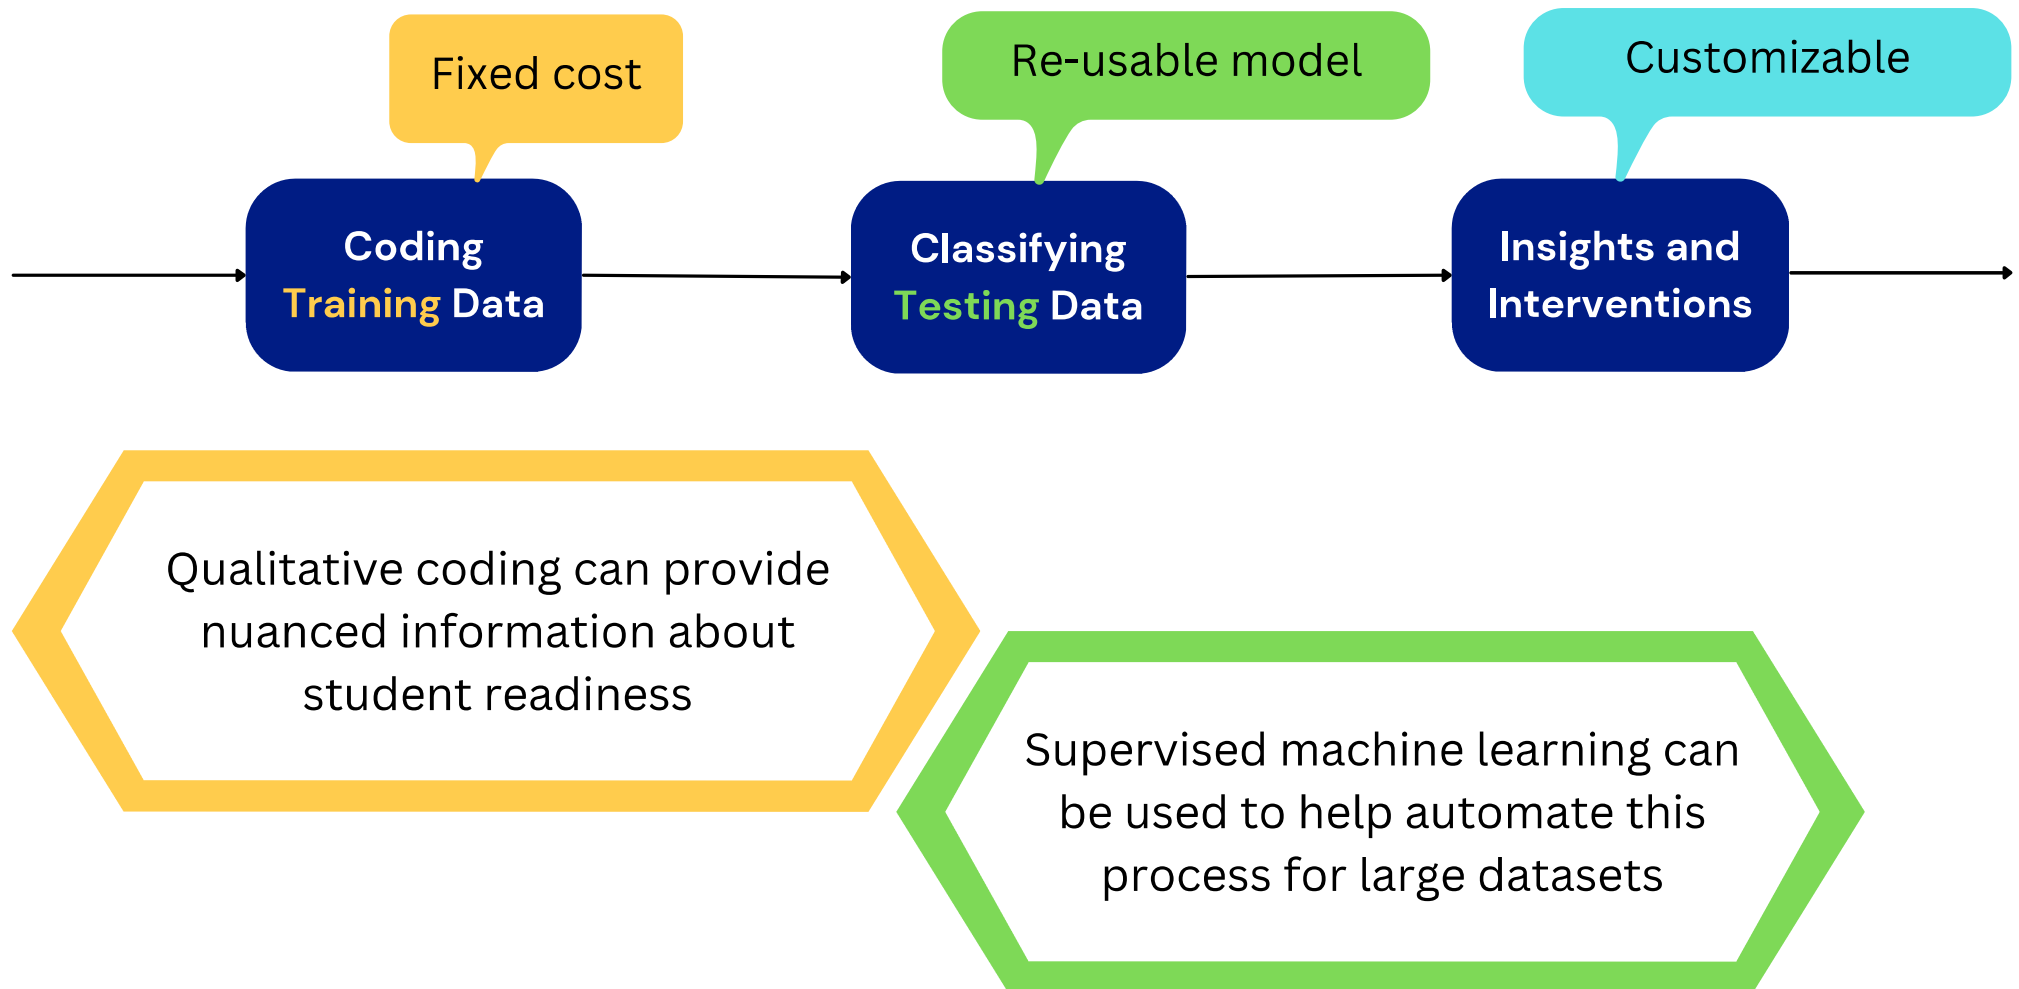 Fixed cost
Re-usable model
Customizable
Coding
Training Data
Classifying
Testing Data
Insights and
Interventions
Qualitative coding can provide
nuanced information about
student readiness
Supervised machine learning can
be used to help automate this
process for large datasets